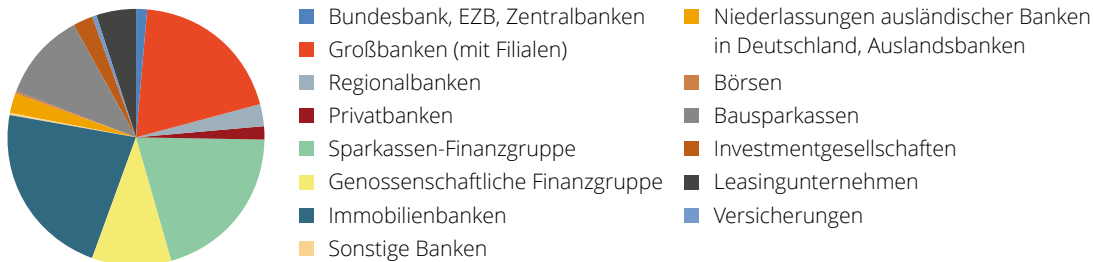 Bundesbank, EZB, Zentralbanken
Großbanken (mit Filialen)
Regionalbanken
Privatbanken
Sparkassen-Finanzgruppe
Genossenschaftliche Finanzgruppe
Immobilienbanken
Sonstige Banken
Niederlassungen ausländischer Banken
in Deutschland, Auslandsbanken
Börsen
Bausparkassen
Investmentgesellschaften
Leasingunternehmen
Versicherungen